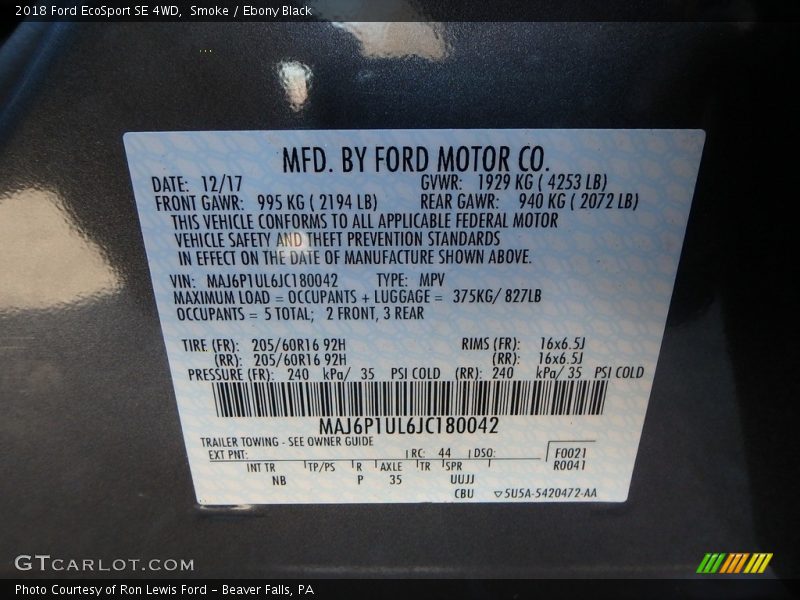 2018 Ford EcoSport SE 4WD, Smoke / Ebony Black
MFD. BY FORD MOTOR CO.
DATE: 12/17 GVWR: 1929 KG ( 4253 LB)
FRONT GAWR: 995 KG ( 2194 LB) REAR GAWR: 940 KG ( 2072 LB)
THIS VEHICLE CONFORMS TO ALL APPLICABLE FEDERAL MOTOR
VEHICLE SAFETY AND THEFT PREVENTION STANDARDS
IN EFFECT ON THE DATE OF MANUFACTURE SHOWN ABOVE.
VIN: MAJ6P1UL6JC180042 TYPE: MPV
MAXIMUM LOAD = OCCUPANTS + LUGGAGE = 375KG/ 827LB
OCCUPANTS = 5 TOTAL; 2 FRONT, 3 REAR
TIRE (FR): 205/60R16 92H RIMS (FR): 16x6.5J
(RR): 205/60R16 92H (RR): 16x6.5J
PRESSURE (FR): 240 kPa/ 35 PSI COLD (RR): 240 kPa/ 35 PSI COLD
MAJ6P1UL6JC180042
TRAILER TOWING - SEE OWNER GUIDE
EXT PNT: RC: 44 DSO: F0021
R0041
INT TR TP/PS R AXLE TR SPR
NB P 35 UUJJ
CBU 5U5A-5420472-AA
GTCARLOT.COM
Photo Courtesy of Ron Lewis Ford - Beaver Falls, PA